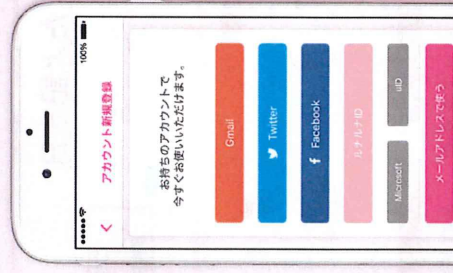 100%
アカウント新規登録
お持ちのアカウントで
今すぐお使いいただけます。
Gmail
Twitter
Facebook
ルナルナID
Microsoft
uID
メールアドレスで使う